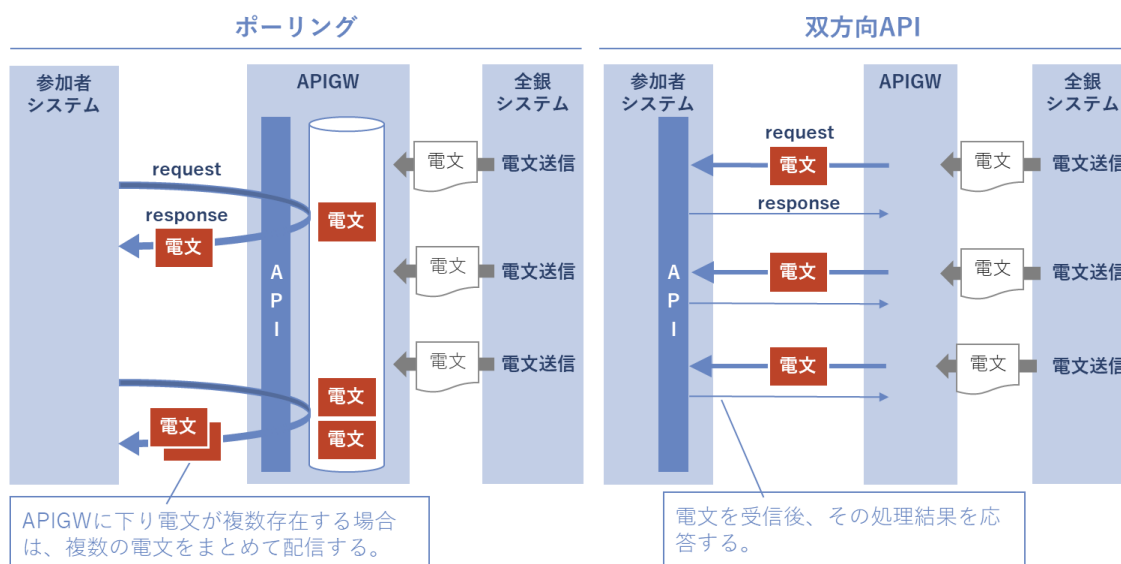 ポーリング
参加者
システム
APIGW
全銀
システム
request
response
電文
API
電文
電文
電文
電文
電文送信
電文
電文送信
電文
電文送信
電文
APIGWに下り電文が複数存在する場合
は、複数の電文をまとめて配信する。
双方向API
参加者
システム
APIGW
全銀
システム
API
request
電文
response
電文
電文送信
電文
電文
電文送信
電文
電文
電文送信
電文を受信後、その処理結果を応
答する。